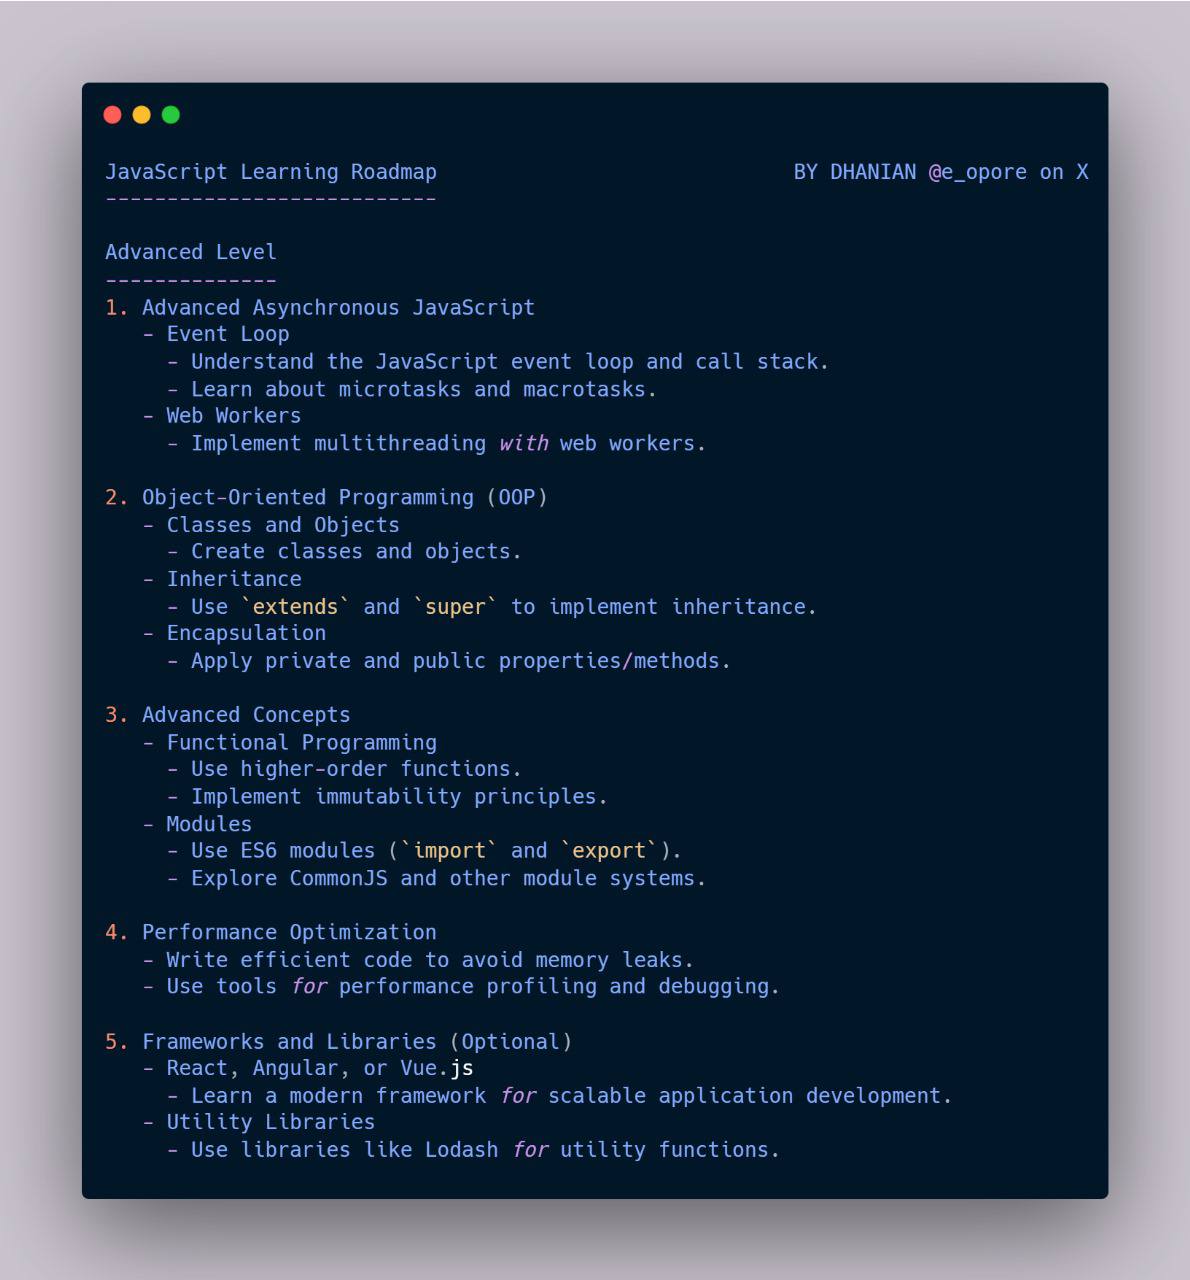 JavaScript Learning Roadmap BY DHANIAN @e_opore on X
---------------------------
Advanced Level
--------------
1. Advanced Asynchronous JavaScript
   - Event Loop
     - Understand the JavaScript event loop and call stack.
     - Learn about microtasks and macrotasks.
   - Web Workers
     - Implement multithreading with web workers.
2. Object-Oriented Programming (OOP)
   - Classes and Objects
     - Create classes and objects.
   - Inheritance
     - Use `extends` and `super` to implement inheritance.
   - Encapsulation
     - Apply private and public properties/methods.
3. Advanced Concepts
   - Functional Programming
     - Use higher-order functions.
     - Implement immutability principles.
   - Modules
     - Use ES6 modules (`import` and `export`).
     - Explore CommonJS and other module systems.
4. Performance Optimization
   - Write efficient code to avoid memory leaks.
   - Use tools for performance profiling and debugging.
5. Frameworks and Libraries (Optional)
   - React, Angular, or Vue.js
     - Learn a modern framework for scalable application development.
   - Utility Libraries
     - Use libraries like Lodash for utility functions.